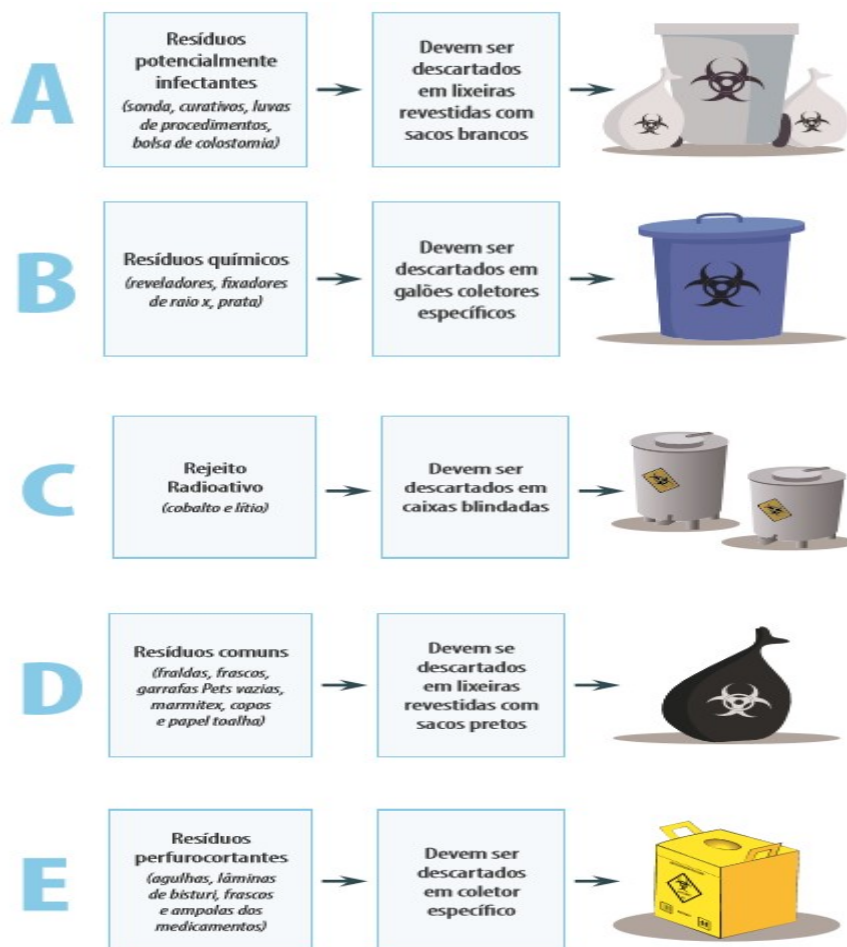 A
Resíduos
potencialmente
infectantes
(sonda, curativos, luvas
de procedimentos,
bolsa de colostomia)
Devem ser
descartados
em lixeiras
revestidas com
sacos brancos
B
Resíduos químicos
(reveladores, fixadores
de raio x, prata)
Devem ser
descartados em
galões coletores
específicos
C
Rejeito
Radioativo
(cobalto e lítio)
Devem ser
descartados em
caixas blindadas
D
Resíduos comuns
(fraldas, frascos,
garrafas Pets vazias,
marmitex, copos
e papel toalha)
Devem se
descartados
em lixeiras
revestidas com
sacos pretos
E
Resíduos
perfurocortantes
(agulhas, lâminas
de bisturi, frascos
e ampolas dos
medicamentos)
Devem ser
descartados
em coletor
específico